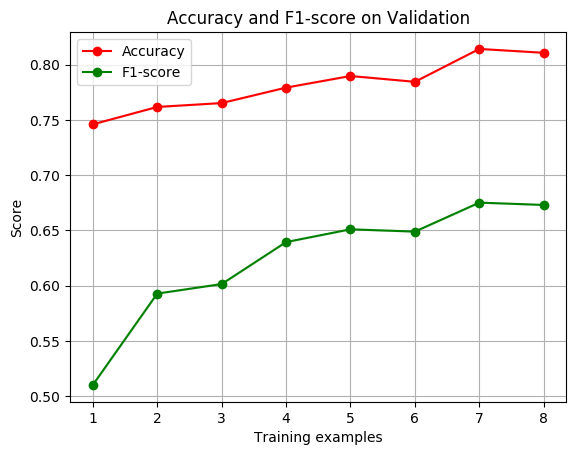 Accuracy and F1-score on Validation
Accuracy
F1-score
0.80
0.75
0.70
0.65
0.60
0.55
0.50
Score
1 2 3 4 5 6 7 8
Training examples